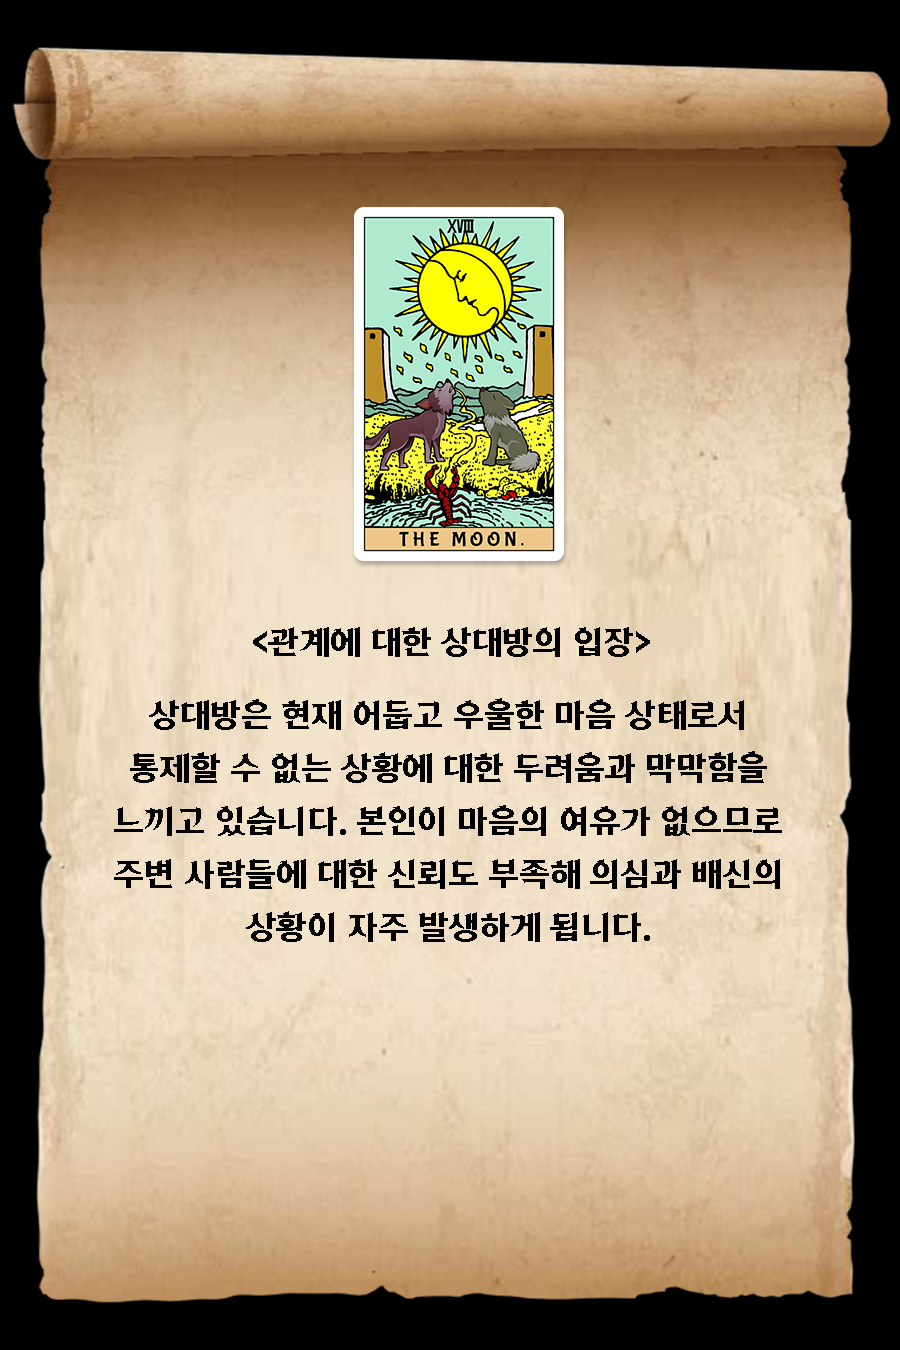 XVIII
THE MOON.
<관계에 대한 상대방의 입장>
상대방은 현재 어둡고 우울한 마음 상태로서
통제할 수 없는 상황에 대한 두려움과 막막함을
느끼고 있습니다. 본인이 마음의 여유가 없으므로
주변 사람들에 대한 신뢰도 부족해 의심과 배신의
상황이 자주 발생하게 됩니다.